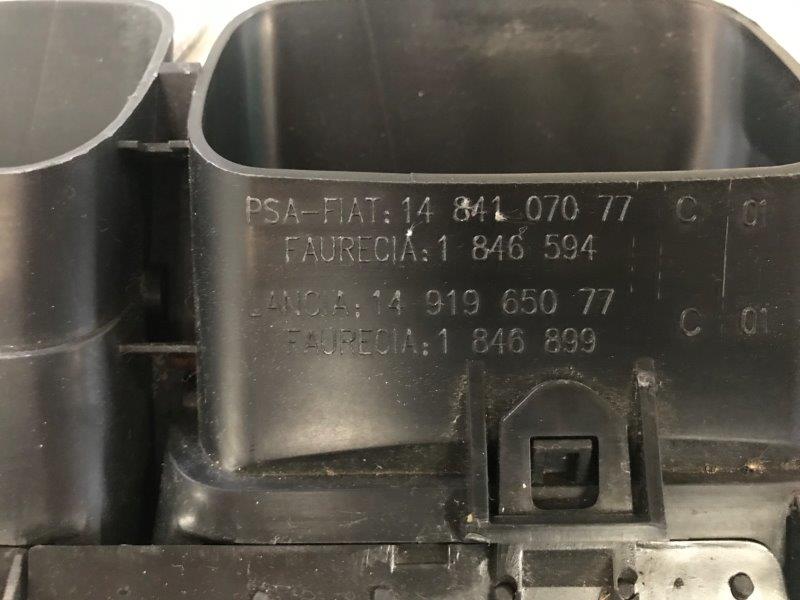 PSA-FIAT: 14 841 070 77 C 01
FAURECIA: 1 846 594
LANCIA: 14 919 650 77 C 01
FAURECIA: 1 846 899